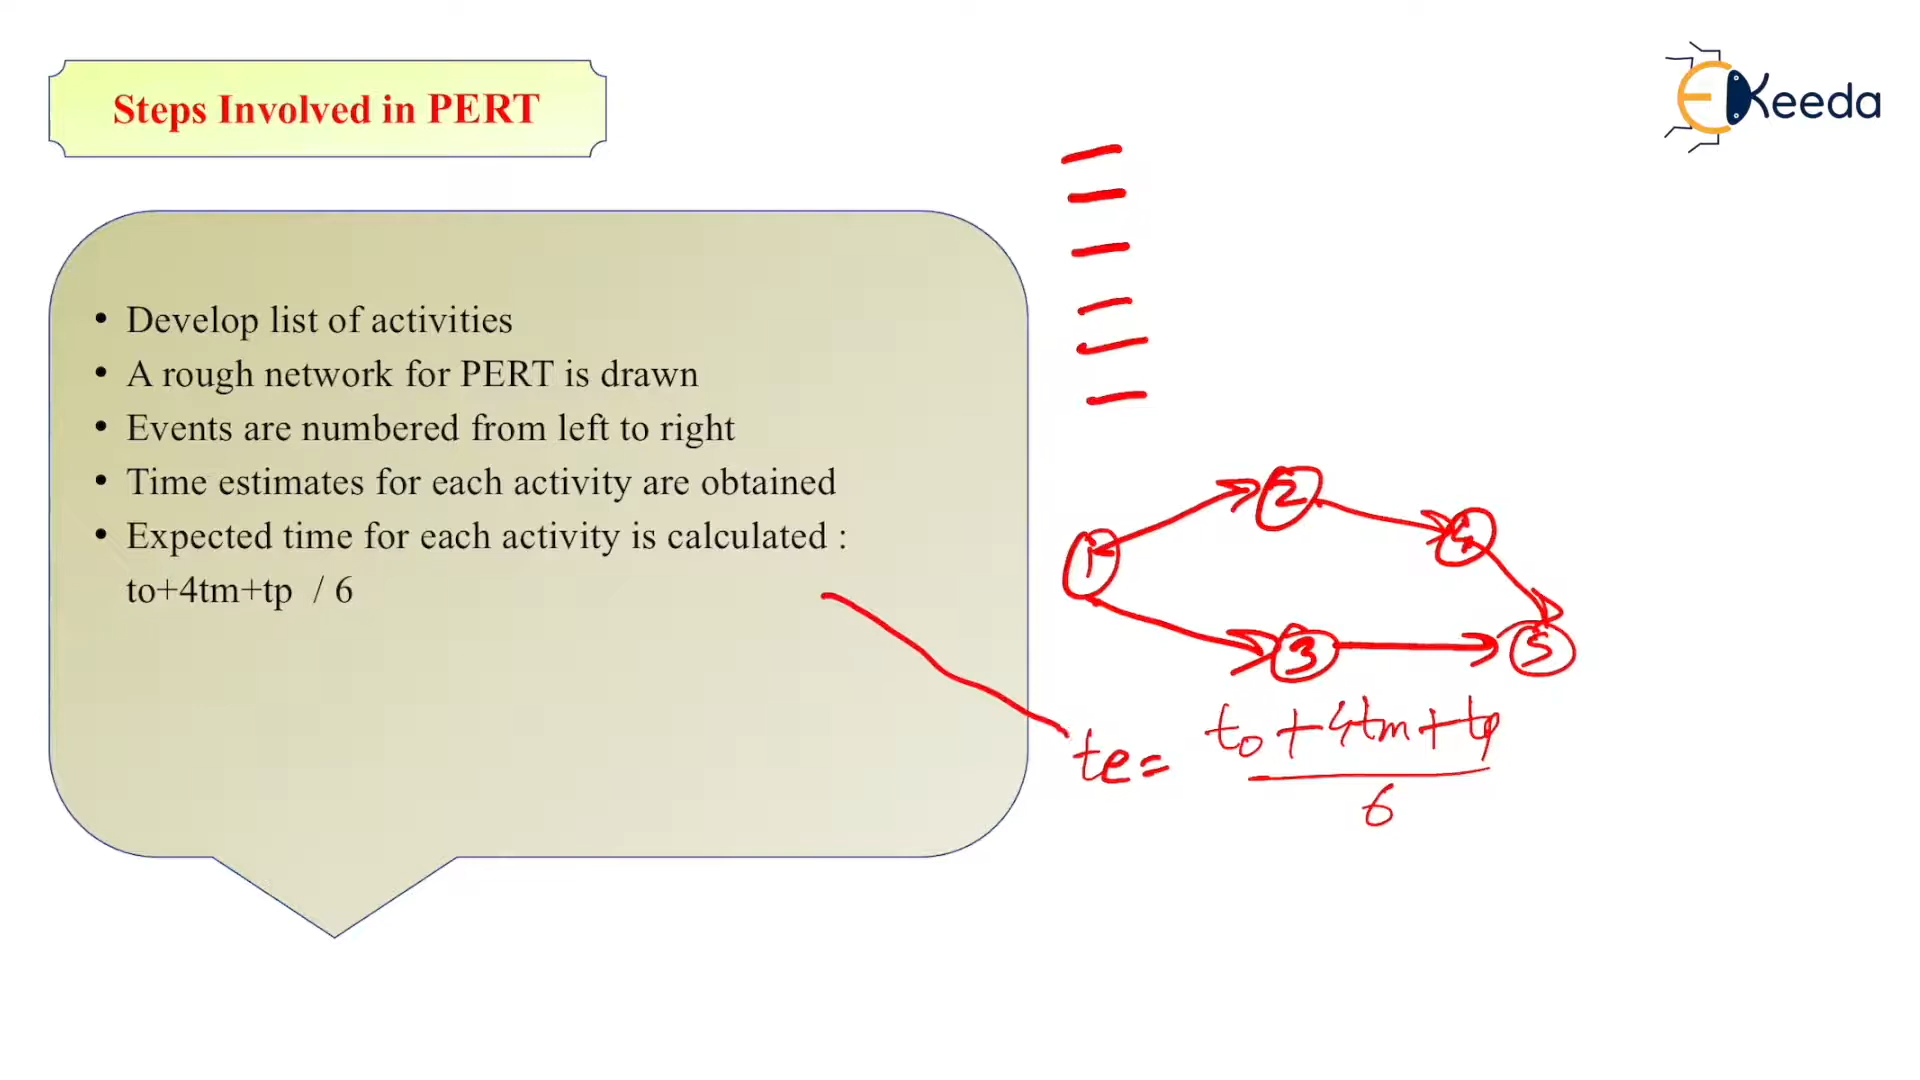 Steps Involved in PERT
EKeeda
• Develop list of activities
• A rough network for PERT is drawn
• Events are numbered from left to right
• Time estimates for each activity are obtained
• Expected time for each activity is calculated :
to+4tm+tp / 6
1
2
4
3
5
te = to+4tm+tp
6